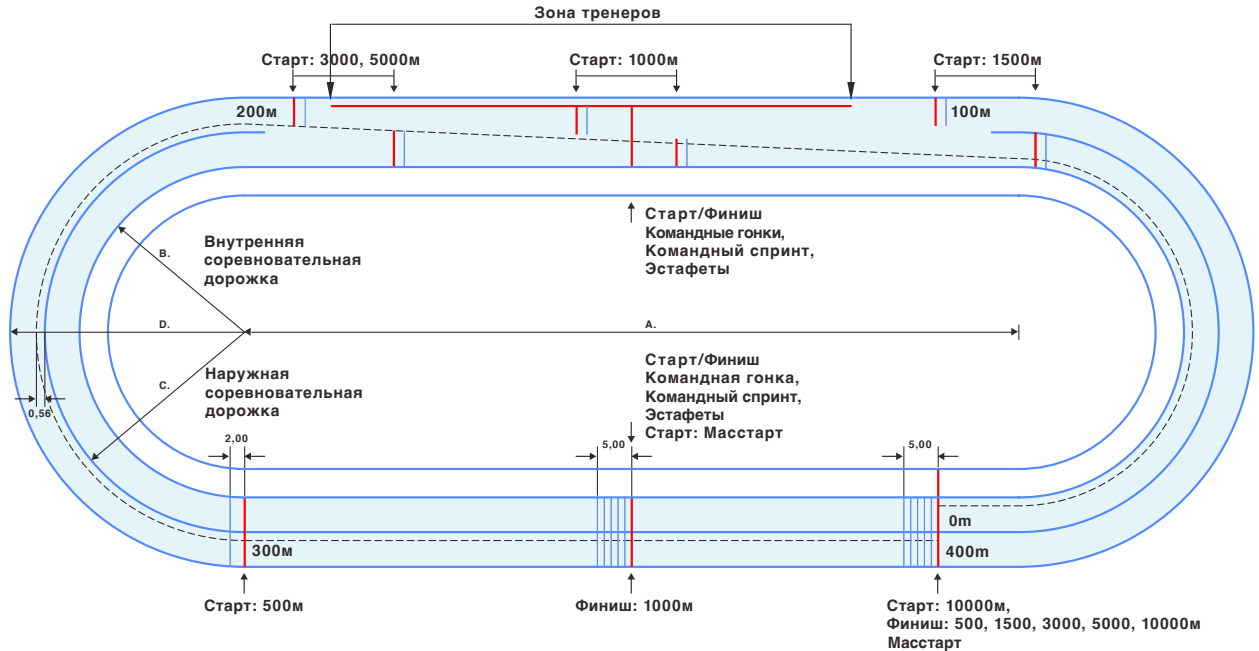 Зона тренеров
Старт: 3000, 5000м
Старт: 1000м
Старт: 1500м
200м
100м
Старт/Финиш
Командные гонки,
Командный спринт,
Эстафеты
Внутренняя
соревновательная
дорожка
B.
D.
A.
C.
Наружная
соревновательная
дорожка
0,56
Старт/Финиш
Командная гонка,
Командный спринт,
Эстафеты
Старт: Масстарт
2,00
5,00
5,00
0m
300м
400m
Старт: 500м
Финиш: 1000м
Старт: 10000м,
Финиш: 500, 1500, 3000, 5000, 10000м
Масстарт